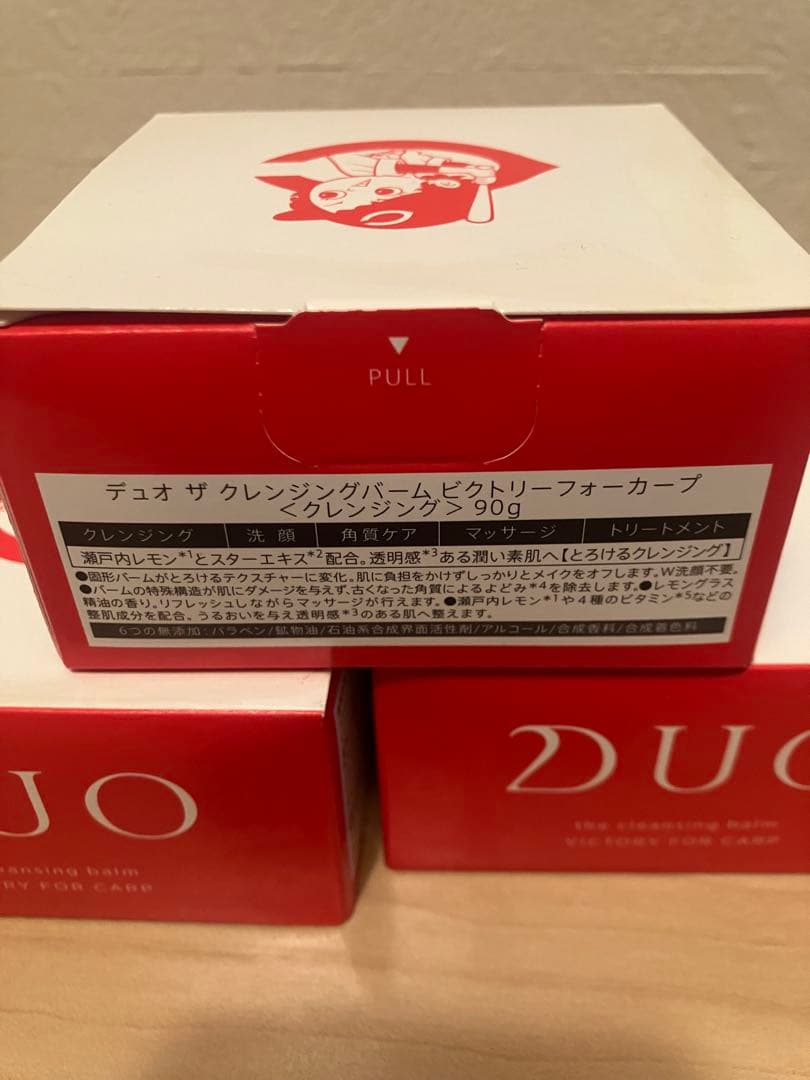 PULL
デュオ ザ クレンジングバーム ビクトリーフォーカープ
＜クレンジング＞90g
クレンジング 洗顔 角質ケア マッサージ トリートメント
瀬戸内レモン*1とスターエキス*2配合。透明感*3ある潤い素肌へ【とろけるクレンジング】
●固形バームがとろけるテクスチャーに変化。肌に負担をかけずしっかりとメイクをオフします。W洗顔不要。
●バームの特殊構造が肌にダメージを与えず、古くなった角質によるよどみ*4を除去します。●レモングラス
精油の香り。リフレッシュしながらマッサージが行えます。●瀬戸内レモン*1や４種のビタミン*5などの
整肌成分を配合。うるおいを与え透明感*3のある肌へ整えます。
6つの無添加：パラベン/鉱物油/石油系合成界面活性剤/アルコール/合成香料/合成着色料
UO
ansing balm
RY FOR CARP
DUO
the cleansing balm
VICTORY FOR CARP